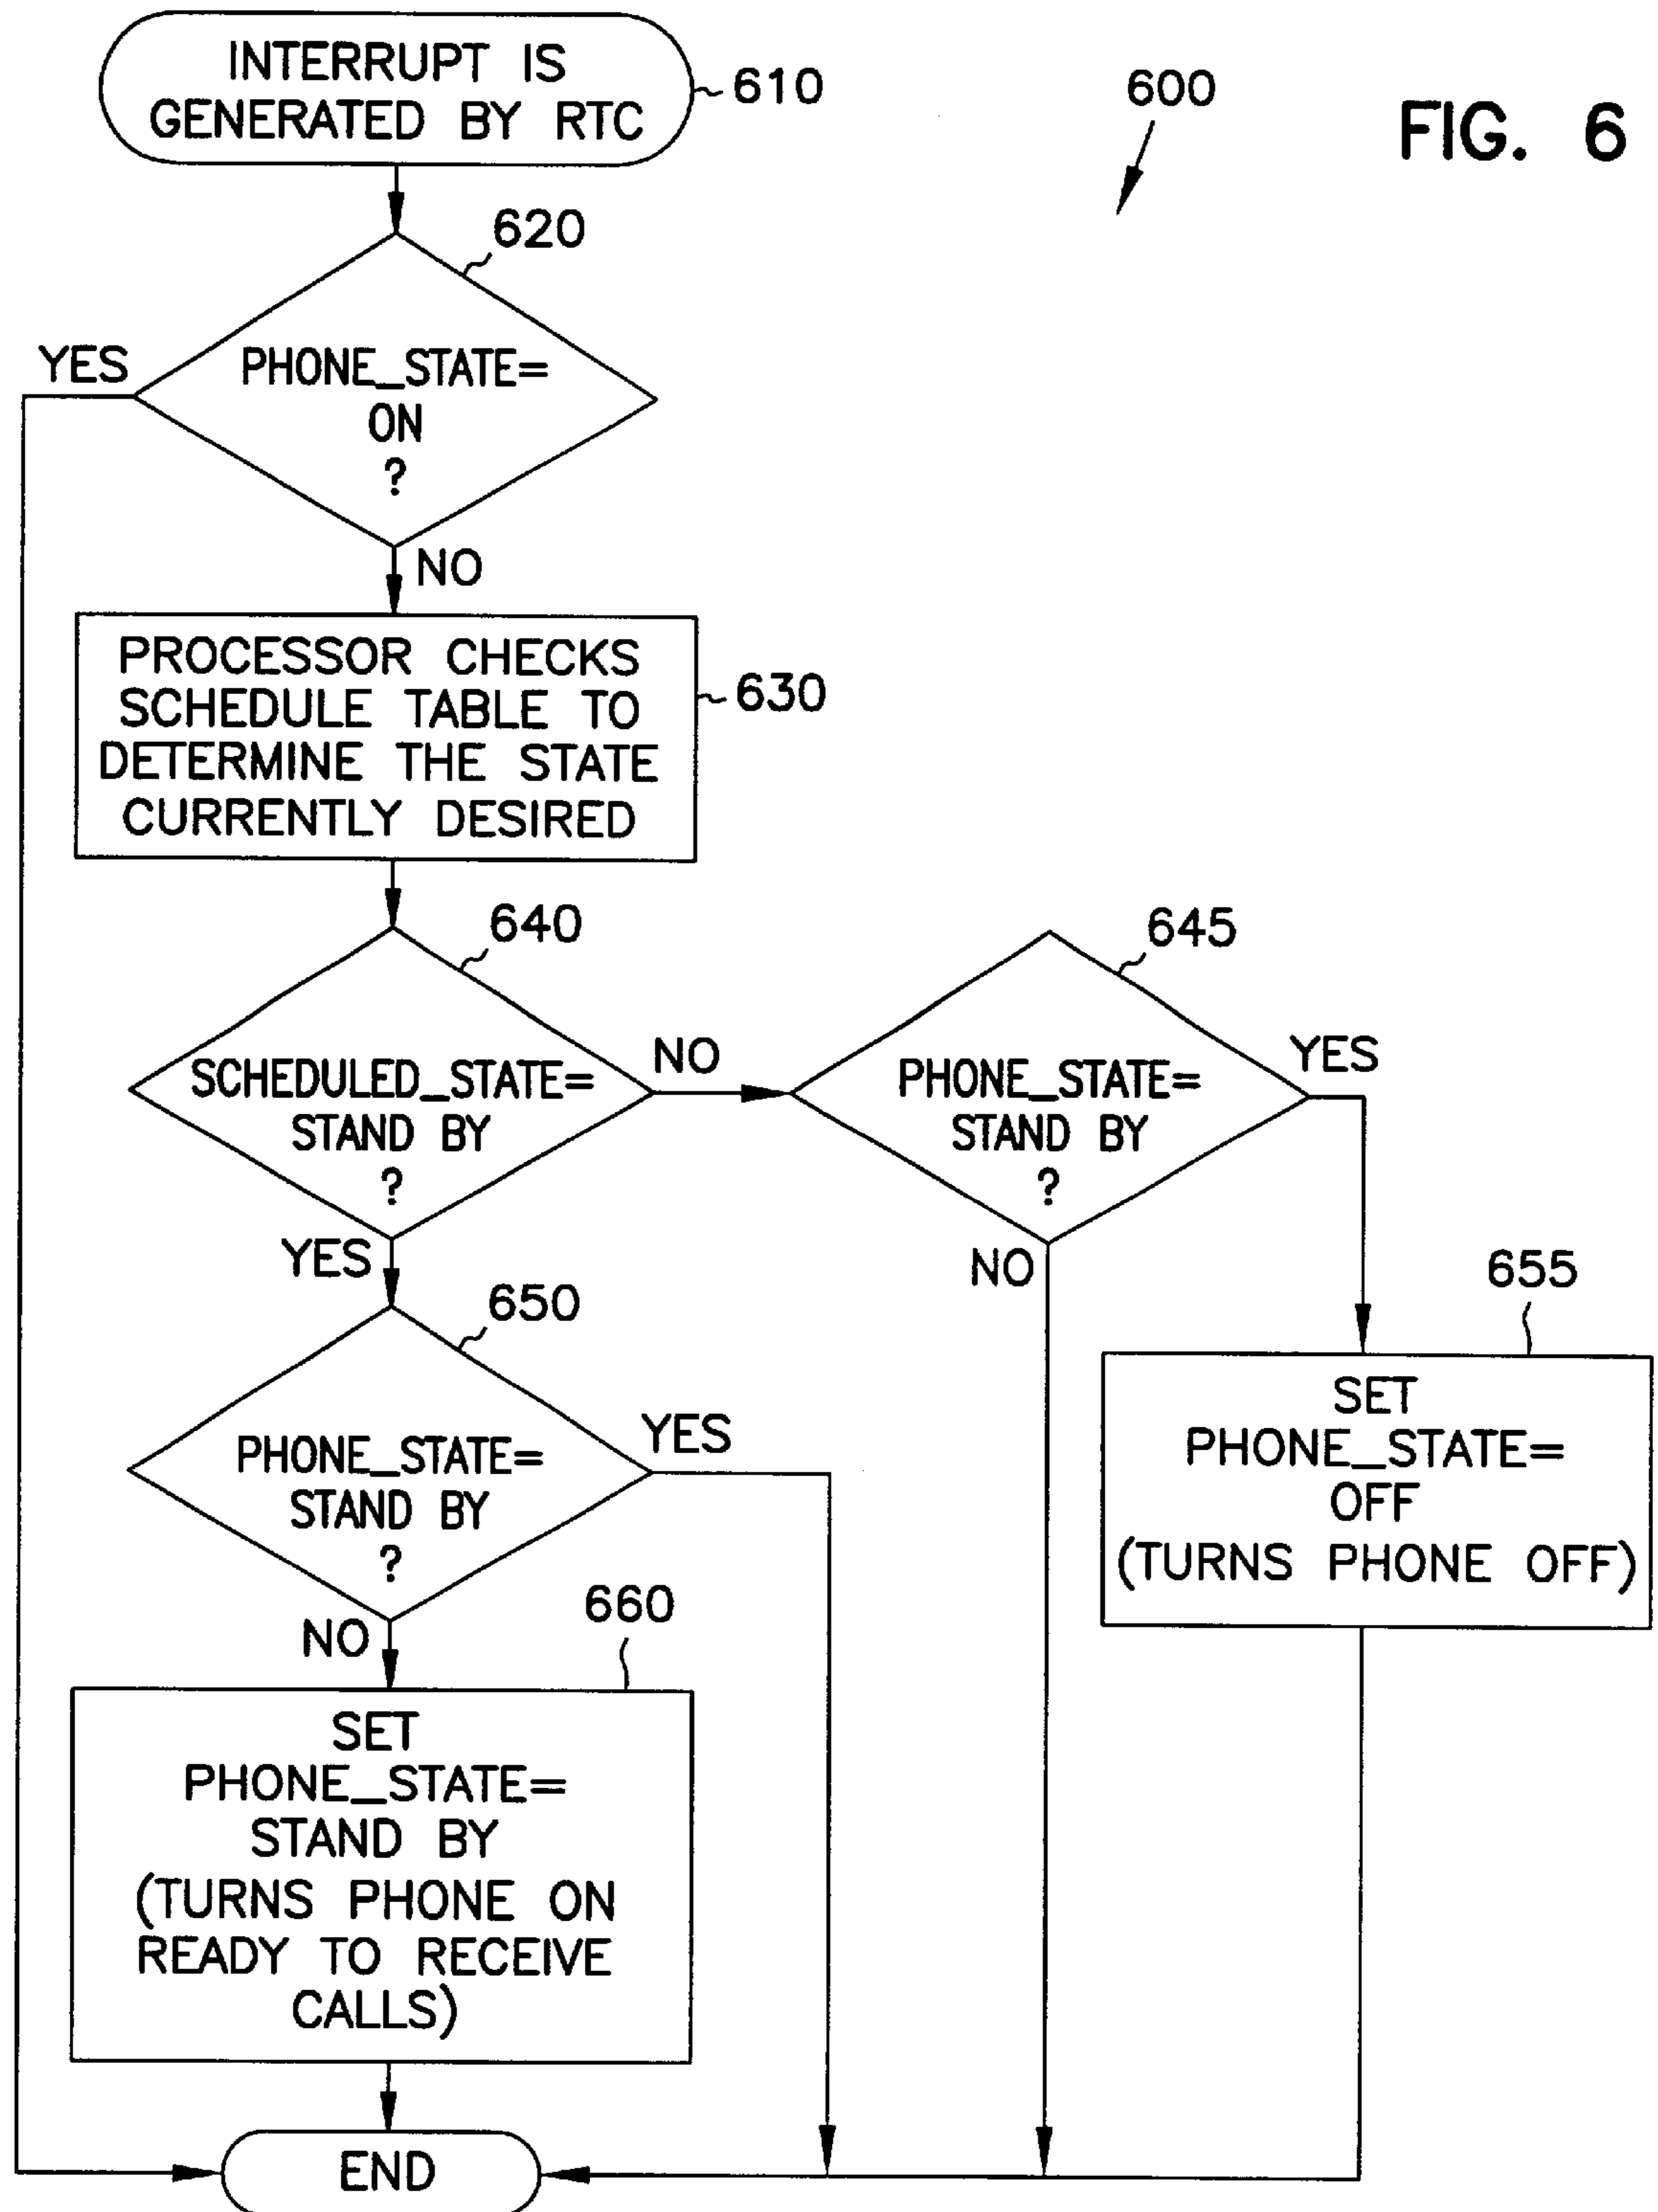 INTERRUPT IS
GENERATED BY RTC
610
600
FIG. 6
620
YES
PHONE_STATE=
ON
?
NO
PROCESSOR CHECKS
SCHEDULE TABLE TO
DETERMINE THE STATE
CURRENTLY DESIRED
630
640
SCHEDULED_STATE=
STAND BY
?
NO
645
PHONE_STATE=
STAND BY
?
YES
YES
NO
650
PHONE_STATE=
STAND BY
?
YES
655
SET
PHONE_STATE=
OFF
(TURNS PHONE OFF)
NO
660
SET
PHONE_STATE=
STAND BY
(TURNS PHONE ON
READY TO RECEIVE
CALLS)
END